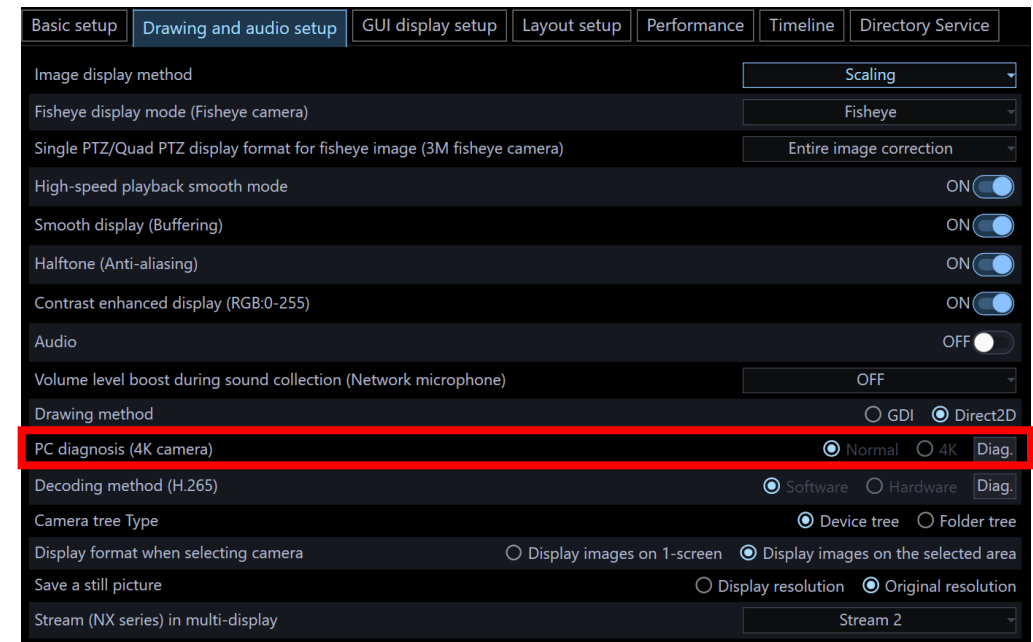 Basic setup Drawing and audio setup GUI display setup Layout setup Performance Timeline Directory Service
Image display method Scaling
Fisheye display mode (Fisheye camera) Fisheye
Single PTZ/Quad PTZ display format for fisheye image (3M fisheye camera) Entire image correction
High-speed playback smooth mode ON
Smooth display (Buffering) ON
Halftone (Anti-aliasing) ON
Contrast enhanced display (RGB:0-255) ON
Audio OFF
Volume level boost during sound collection (Network microphone) OFF
Drawing method GDI Direct2D
PC diagnosis (4K camera) Normal 4K Diag.
Decoding method (H.265) Software Hardware Diag.
Camera tree Type Device tree Folder tree
Display format when selecting camera Display images on 1-screen Display images on the selected area
Save a still picture Display resolution Original resolution
Stream (NX series) in multi-display Stream 2